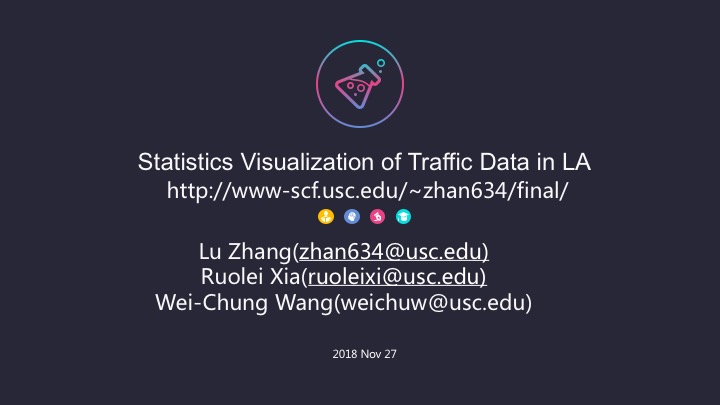 Statistics Visualization of Traffic Data in LA
http://www-scf.usc.edu/~zhan634/final/
Lu Zhang(zhan634@usc.edu)
Ruolei Xia(ruoleixi@usc.edu)
Wei-Chung Wang(weichuw@usc.edu)
2018 Nov 27